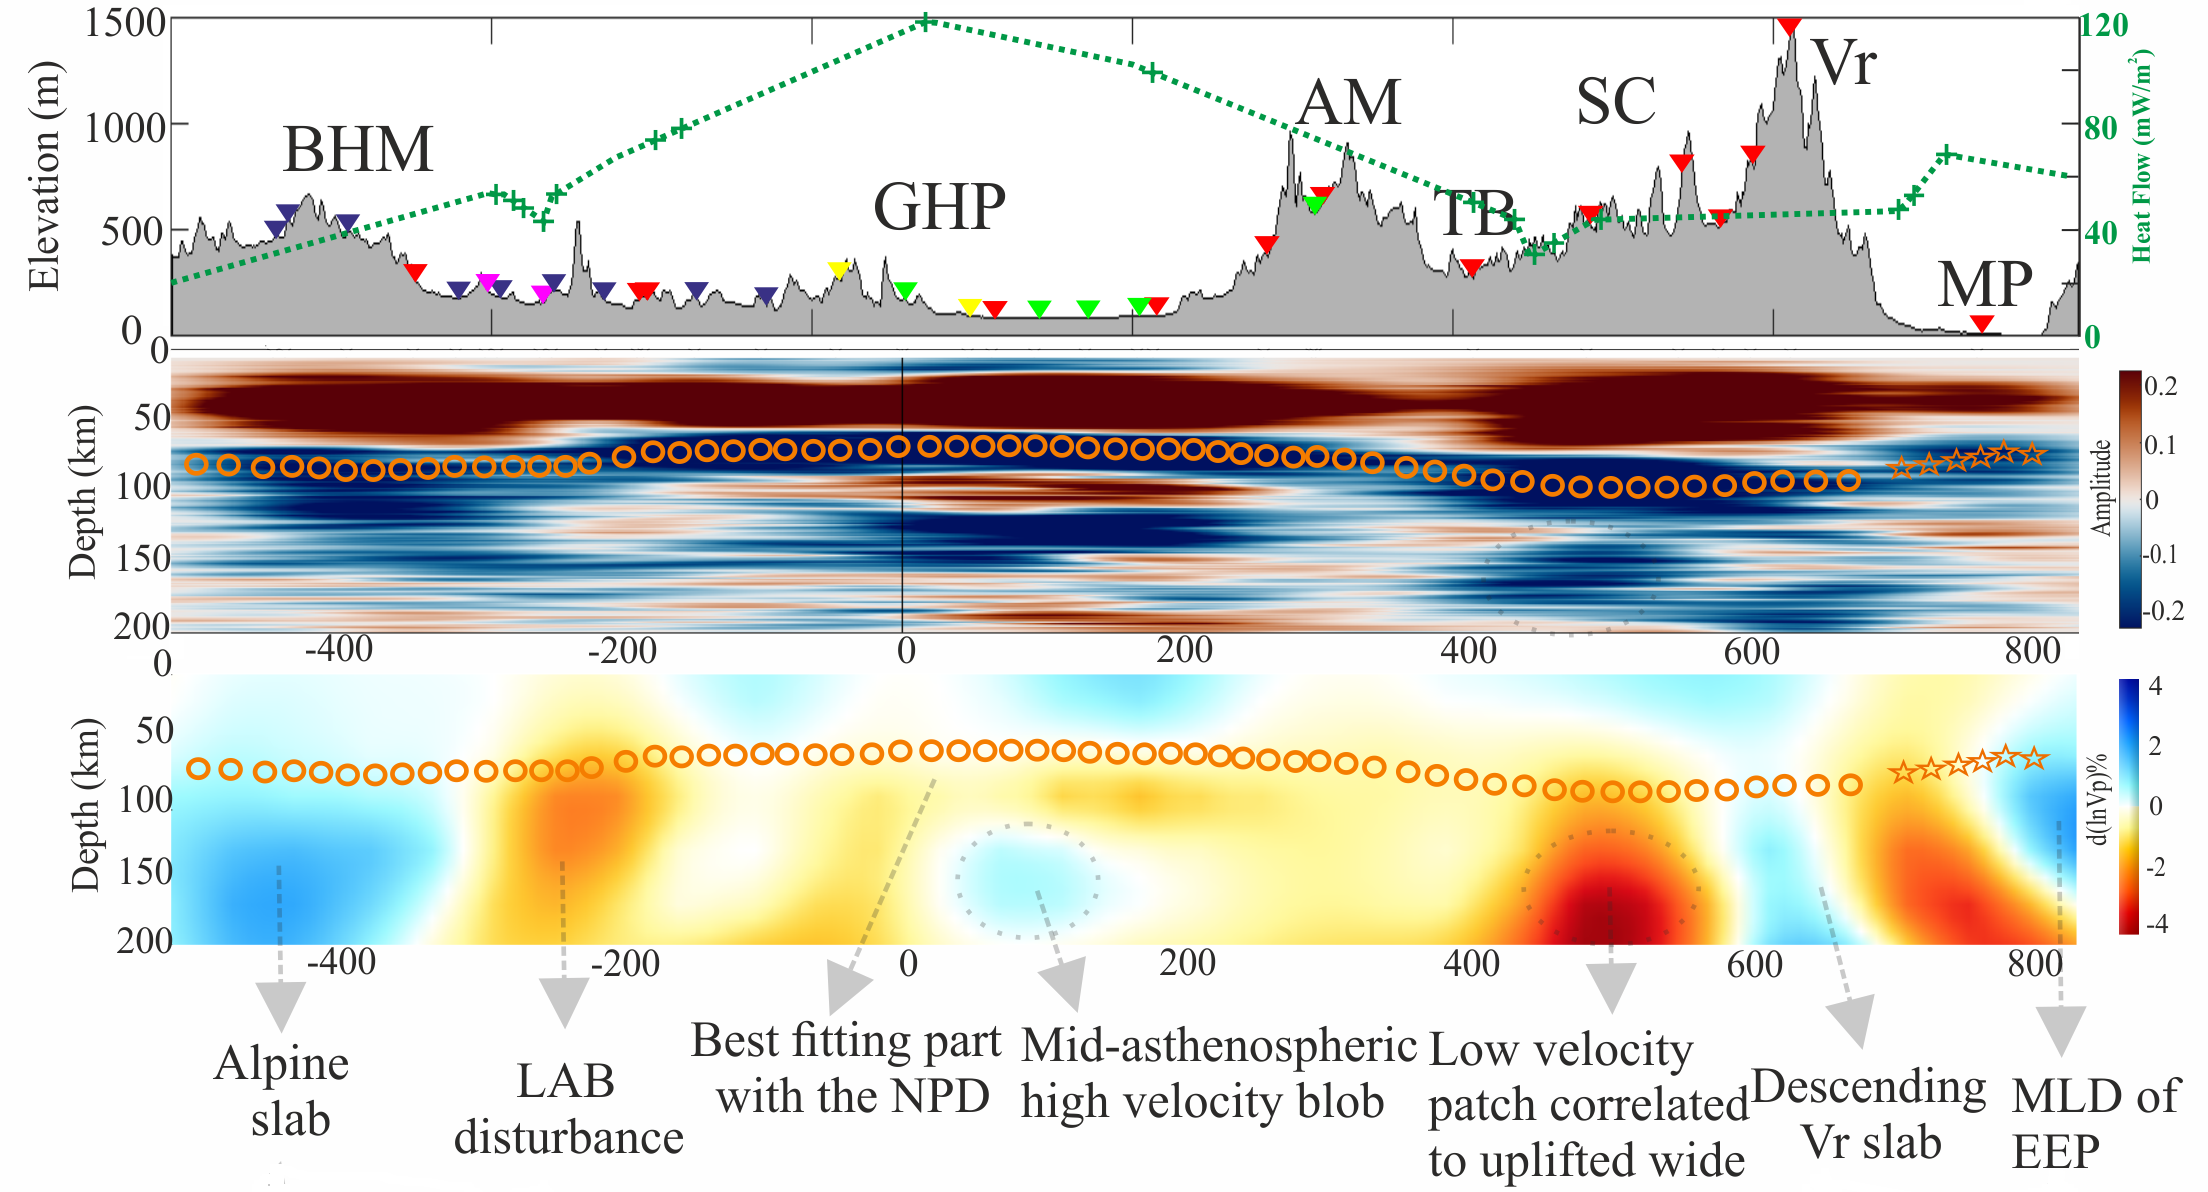 1500
1000
500
0
Elevation (m)
120
80
40
0
Heat Flow (mW/m²)
BHM
GHP
AM
TB
SC
Vr
MP
0
50
100
150
200
Depth (km)
0.2
0.1
0
-0.1
-0.2
Amplitude
-400
-200
0
200
400
600
800
0
50
100
150
200
Depth (km)
4
2
0
-2
-4
d(lnVp)%
-400
-200
0
200
400
600
800
Alpine
slab
LAB
disturbance
Best fitting part
with the NPD
Mid-asthenospheric
high velocity blob
Low velocity
patch correlated
to uplifted wide
Descending
Vr slab
MLD of
EEP